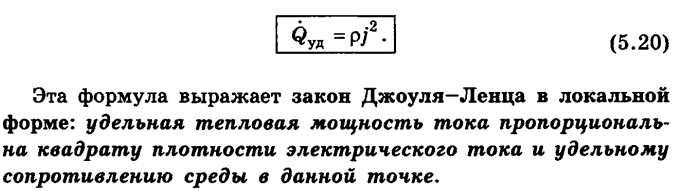 Q̇уд = ρj².
(5.20)
Эта формула выражает закон Джоуля—Ленца в локальной
форме: удельная тепловая мощность тока пропорциональ-
на квадрату плотности электрического тока и удельному
сопротивлению среды в данной точке.